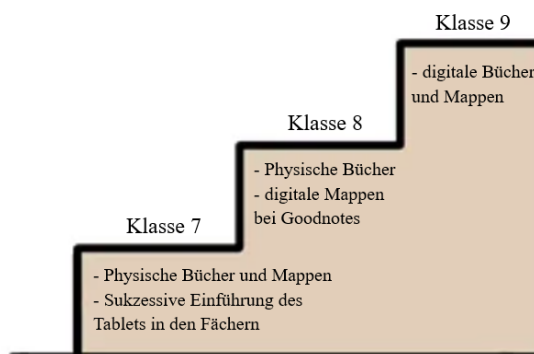 Klasse 9
- digitale Bücher
und Mappen
Klasse 8
- Physische Bücher
- digitale Mappen
bei Goodnotes
Klasse 7
- Physische Bücher und Mappen
- Sukzessive Einführung des
Tablets in den Fächern